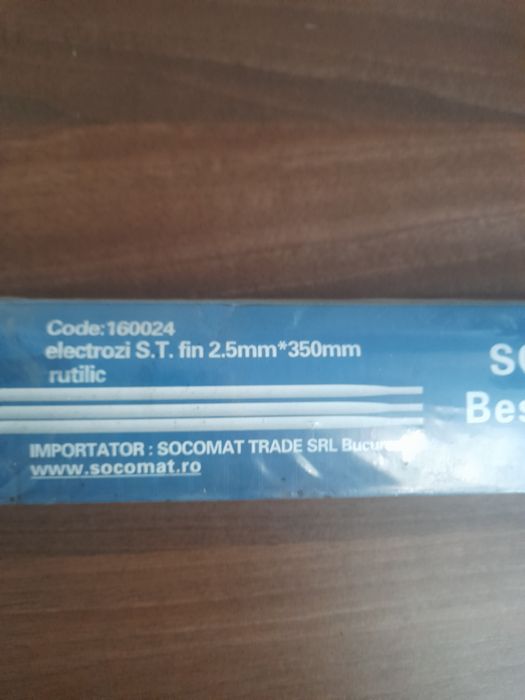 Code:160024
electrozi S.T. fin 2.5mm*350mm
rutilic
IMPORTATOR : SOCOMAT TRADE SRL
www.socomat.ro